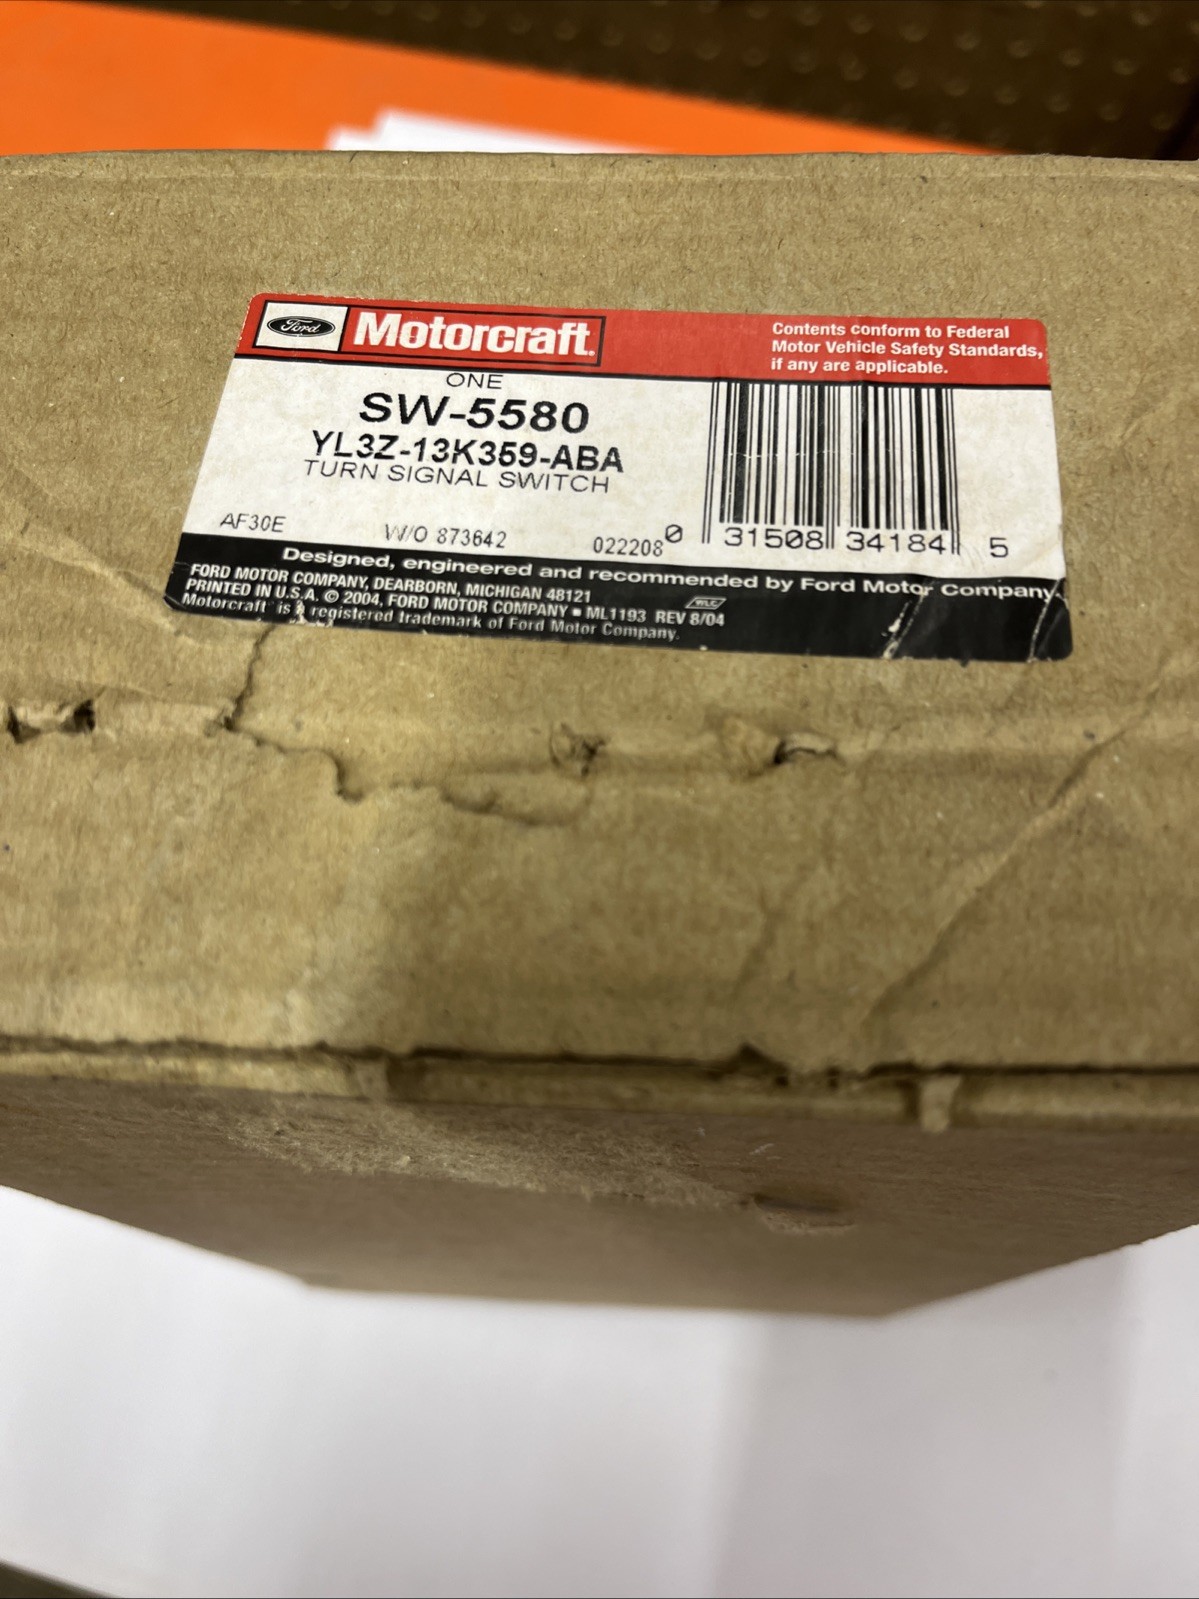 Ford Motorcraft
Contents conform to Federal
Motor Vehicle Safety Standards,
if any are applicable.
ONE
SW-5580
YL3Z-13K359-ABA
TURN SIGNAL SWITCH
AF30E W/O 873642 022208
0 31508 34184 5
Designed, engineered and recommended by Ford Motor Company
FORD MOTOR COMPANY, DEARBORN, MICHIGAN 48121
PRINTED IN U.S.A. © 2004, FORD MOTOR COMPANY ▪ ML1193 REV 8/04
Motorcraft is a registered trademark of Ford Motor Company.